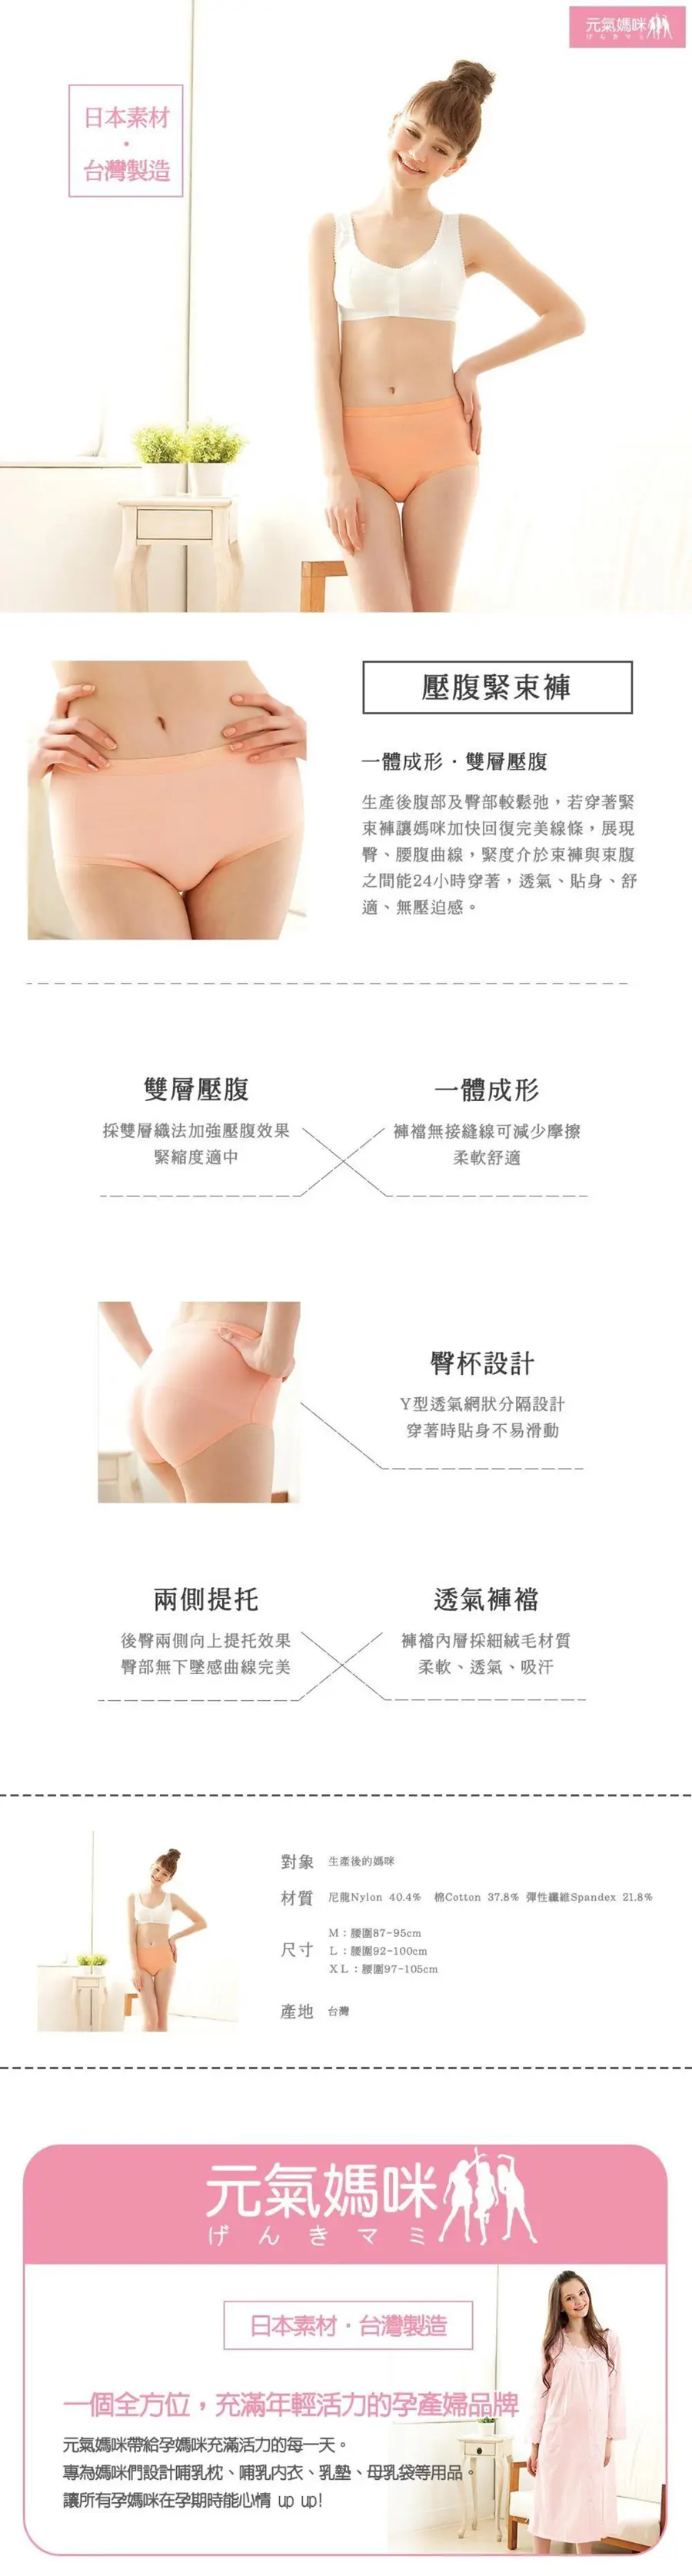 元氣媽咪
げんきマミ
日本素材
·
台灣製造
壓腹緊束褲
一體成形·雙層壓腹
生產後腹部及臀部較鬆弛，若穿著緊
束褲讓媽咪加快回復完美線條，展現
臀、腰腹曲線，緊度介於束褲與束腹
之間能24小時穿著，透氣、貼身、舒
適、無壓迫感。
雙層壓腹
採雙層織法加強壓腹效果
緊縮度適中
一體成形
褲襠無接縫線可減少摩擦
柔軟舒適
臀杯設計
Y型透氣網狀分隔設計
穿著時貼身不易滑動
兩側提托
後臀兩側向上提托效果
臀部無下墜感曲線完美
透氣褲襠
褲襠內層採細絨毛材質
柔軟、透氣、吸汗
對象 生產後的媽咪
材質 尼龍Nylon 40.4% 棉Cotton 37.8% 彈性纖維Spandex 21.8%
尺寸
M：腰圍87-95cm
L：腰圍92-100cm
XL：腰圍97-105cm
產地 台灣
元氣媽咪
げんきマミ
日本素材·台灣製造
一個全方位，充滿年輕活力的孕產婦品牌
元氣媽咪帶給孕媽咪充滿活力的每一天。
專為媽咪們設計哺乳枕、哺乳內衣、乳墊、母乳袋等用品。
讓所有孕媽咪在孕期時能心情 up up!